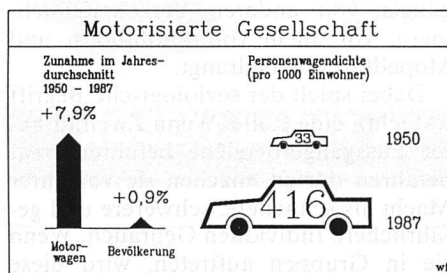 Motorisierte Gesellschaft
Zunahme im Jahres-
durchschnitt
1950 - 1987
+7,9%
+0,9%
Motor-
wagen
Bevölkerung
Personenwagendichte
(pro 1000 Einwohner)
33
1950
416
1987